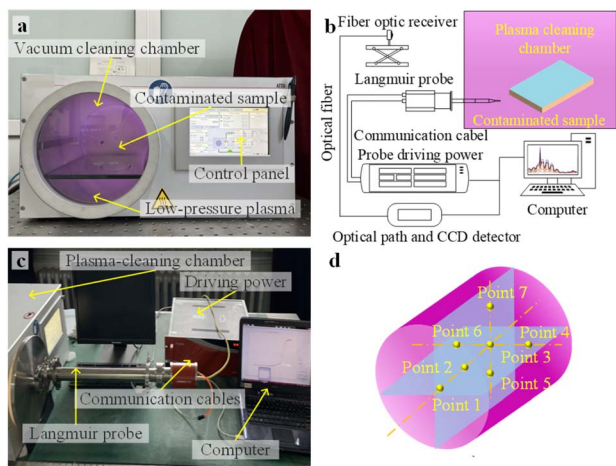 a
Vacuum cleaning chamber
Contaminated sample
Control panel
Low-pressure plasma
b
Fiber optic receiver
Plasma cleaning
chamber
Langmuir probe
Contaminated sample
Optical fiber
Communication cabel
Probe driving power
Computer
Optical path and CCD detector
c
Plasma-cleaning chamber
Driving power
Communication cables
Langmuir probe
Computer
d
Point 7
Point 6
Point 4
Point 2
Point 3
Point 5
Point 1